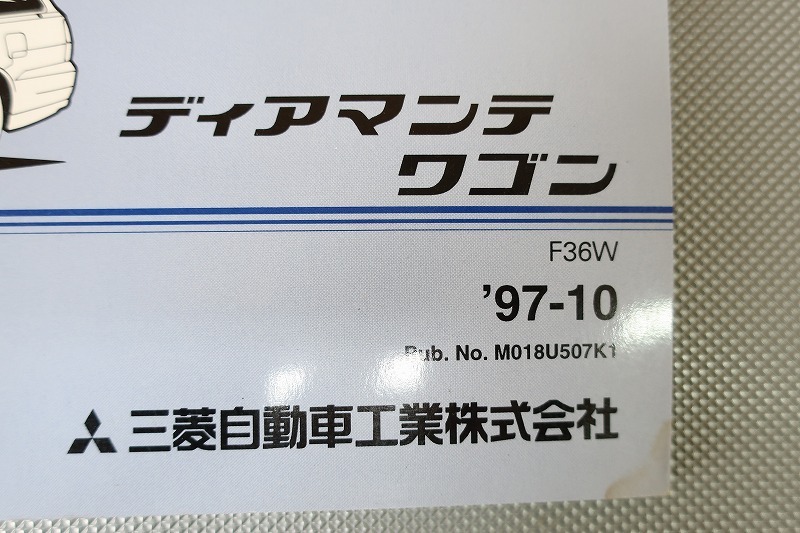 ディアマンテ
ワゴン
F36W
’97-10
Pub. No. M018U507K1
三菱自動車工業株式会社